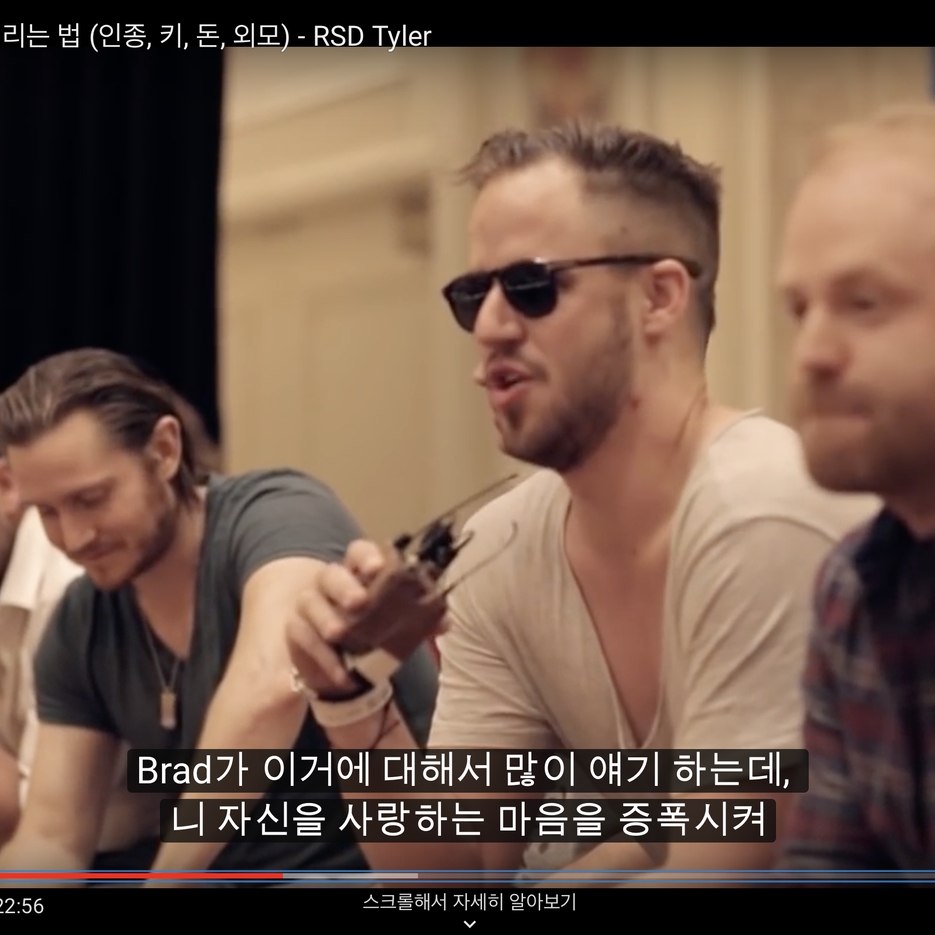 리는 법 (인종, 키, 돈, 외모) - RSD Tyler
Brad가 이거에 대해서 많이 얘기 하는데,
니 자신을 사랑하는 마음을 증폭시켜
22:56
스크롤해서 자세히 알아보기